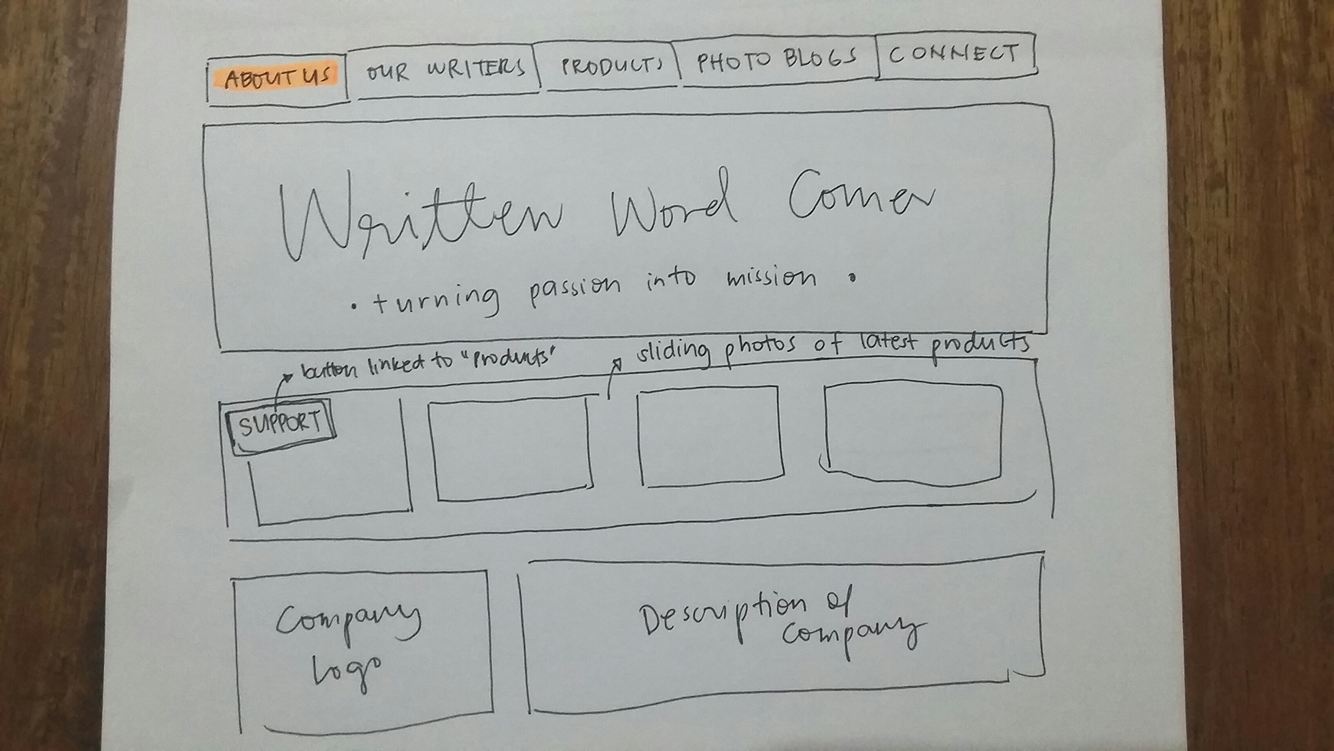 ABOUT US OUR WRITERS PRODUCTS PHOTO BLOGS CONNECT
Written Word Corner
• turning passion into mission •
button linked to "products"
sliding photos of latest products
SUPPORT
Company
Logo
Description of
Company